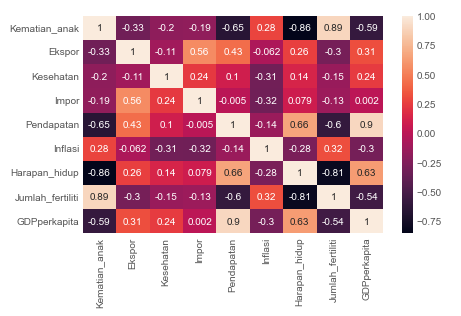 Kematian_anak 1 -0.33 -0.2 -0.19 -0.65 0.28 -0.86 0.89 -0.59
Ekspor -0.33 1 -0.11 0.56 0.43 -0.062 0.26 -0.3 0.31
Kesehatan -0.2 -0.11 1 0.24 0.1 -0.31 0.14 -0.15 0.24
Impor -0.19 0.56 0.24 1 -0.005 -0.32 0.079 -0.13 0.002
Pendapatan -0.65 0.43 0.1 -0.005 1 -0.14 0.66 -0.6 0.9
Inflasi 0.28 -0.062 -0.31 -0.32 -0.14 1 -0.28 0.32 -0.3
Harapan_hidup -0.86 0.26 0.14 0.079 0.66 -0.28 1 -0.81 0.63
Jumlah_fertiliti 0.89 -0.3 -0.15 -0.13 -0.6 0.32 -0.81 1 -0.54
GDPperkapita -0.59 0.31 0.24 0.002 0.9 -0.3 0.63 -0.54 1
Kematian_anak
Ekspor
Kesehatan
Impor
Pendapatan
Inflasi
Harapan_hidup
Jumlah_fertiliti
GDPperkapita
1.00
0.75
0.50
0.25
0.00
-0.25
-0.50
-0.75